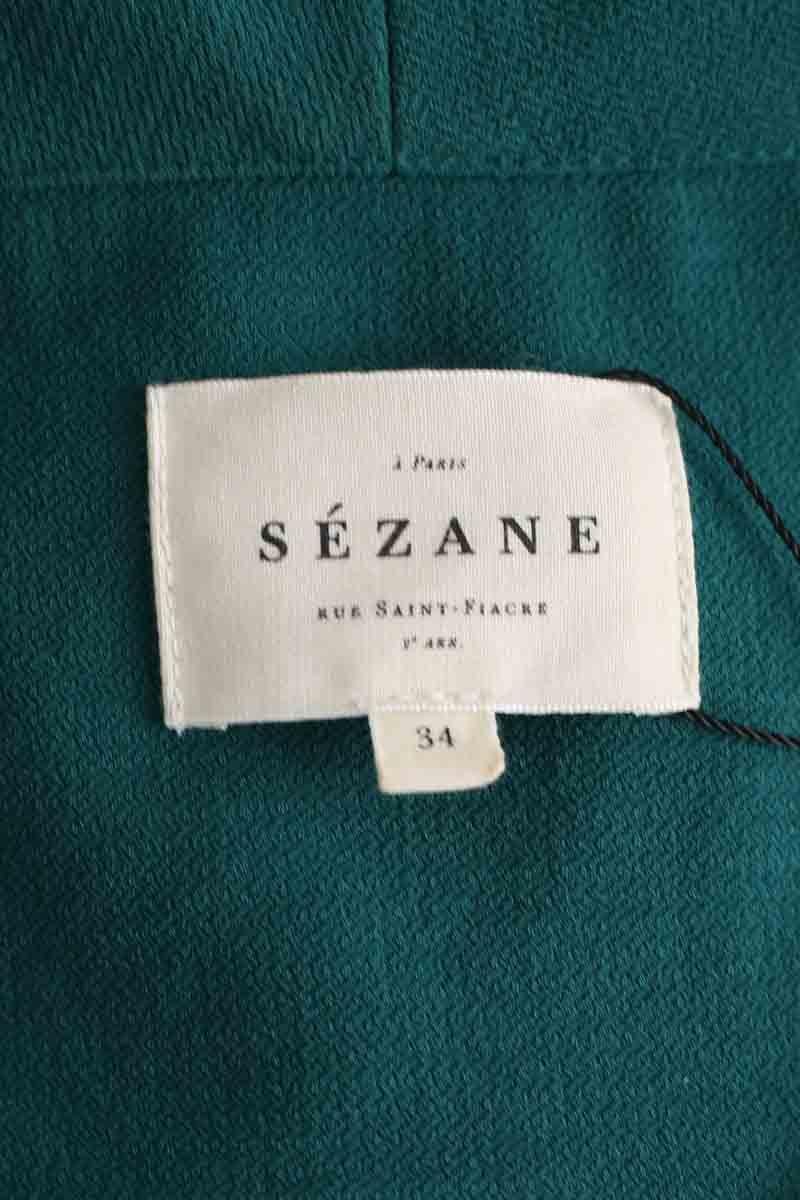 à Paris
SÉZANE
rue Saint-Fiacre
2e arr.
34